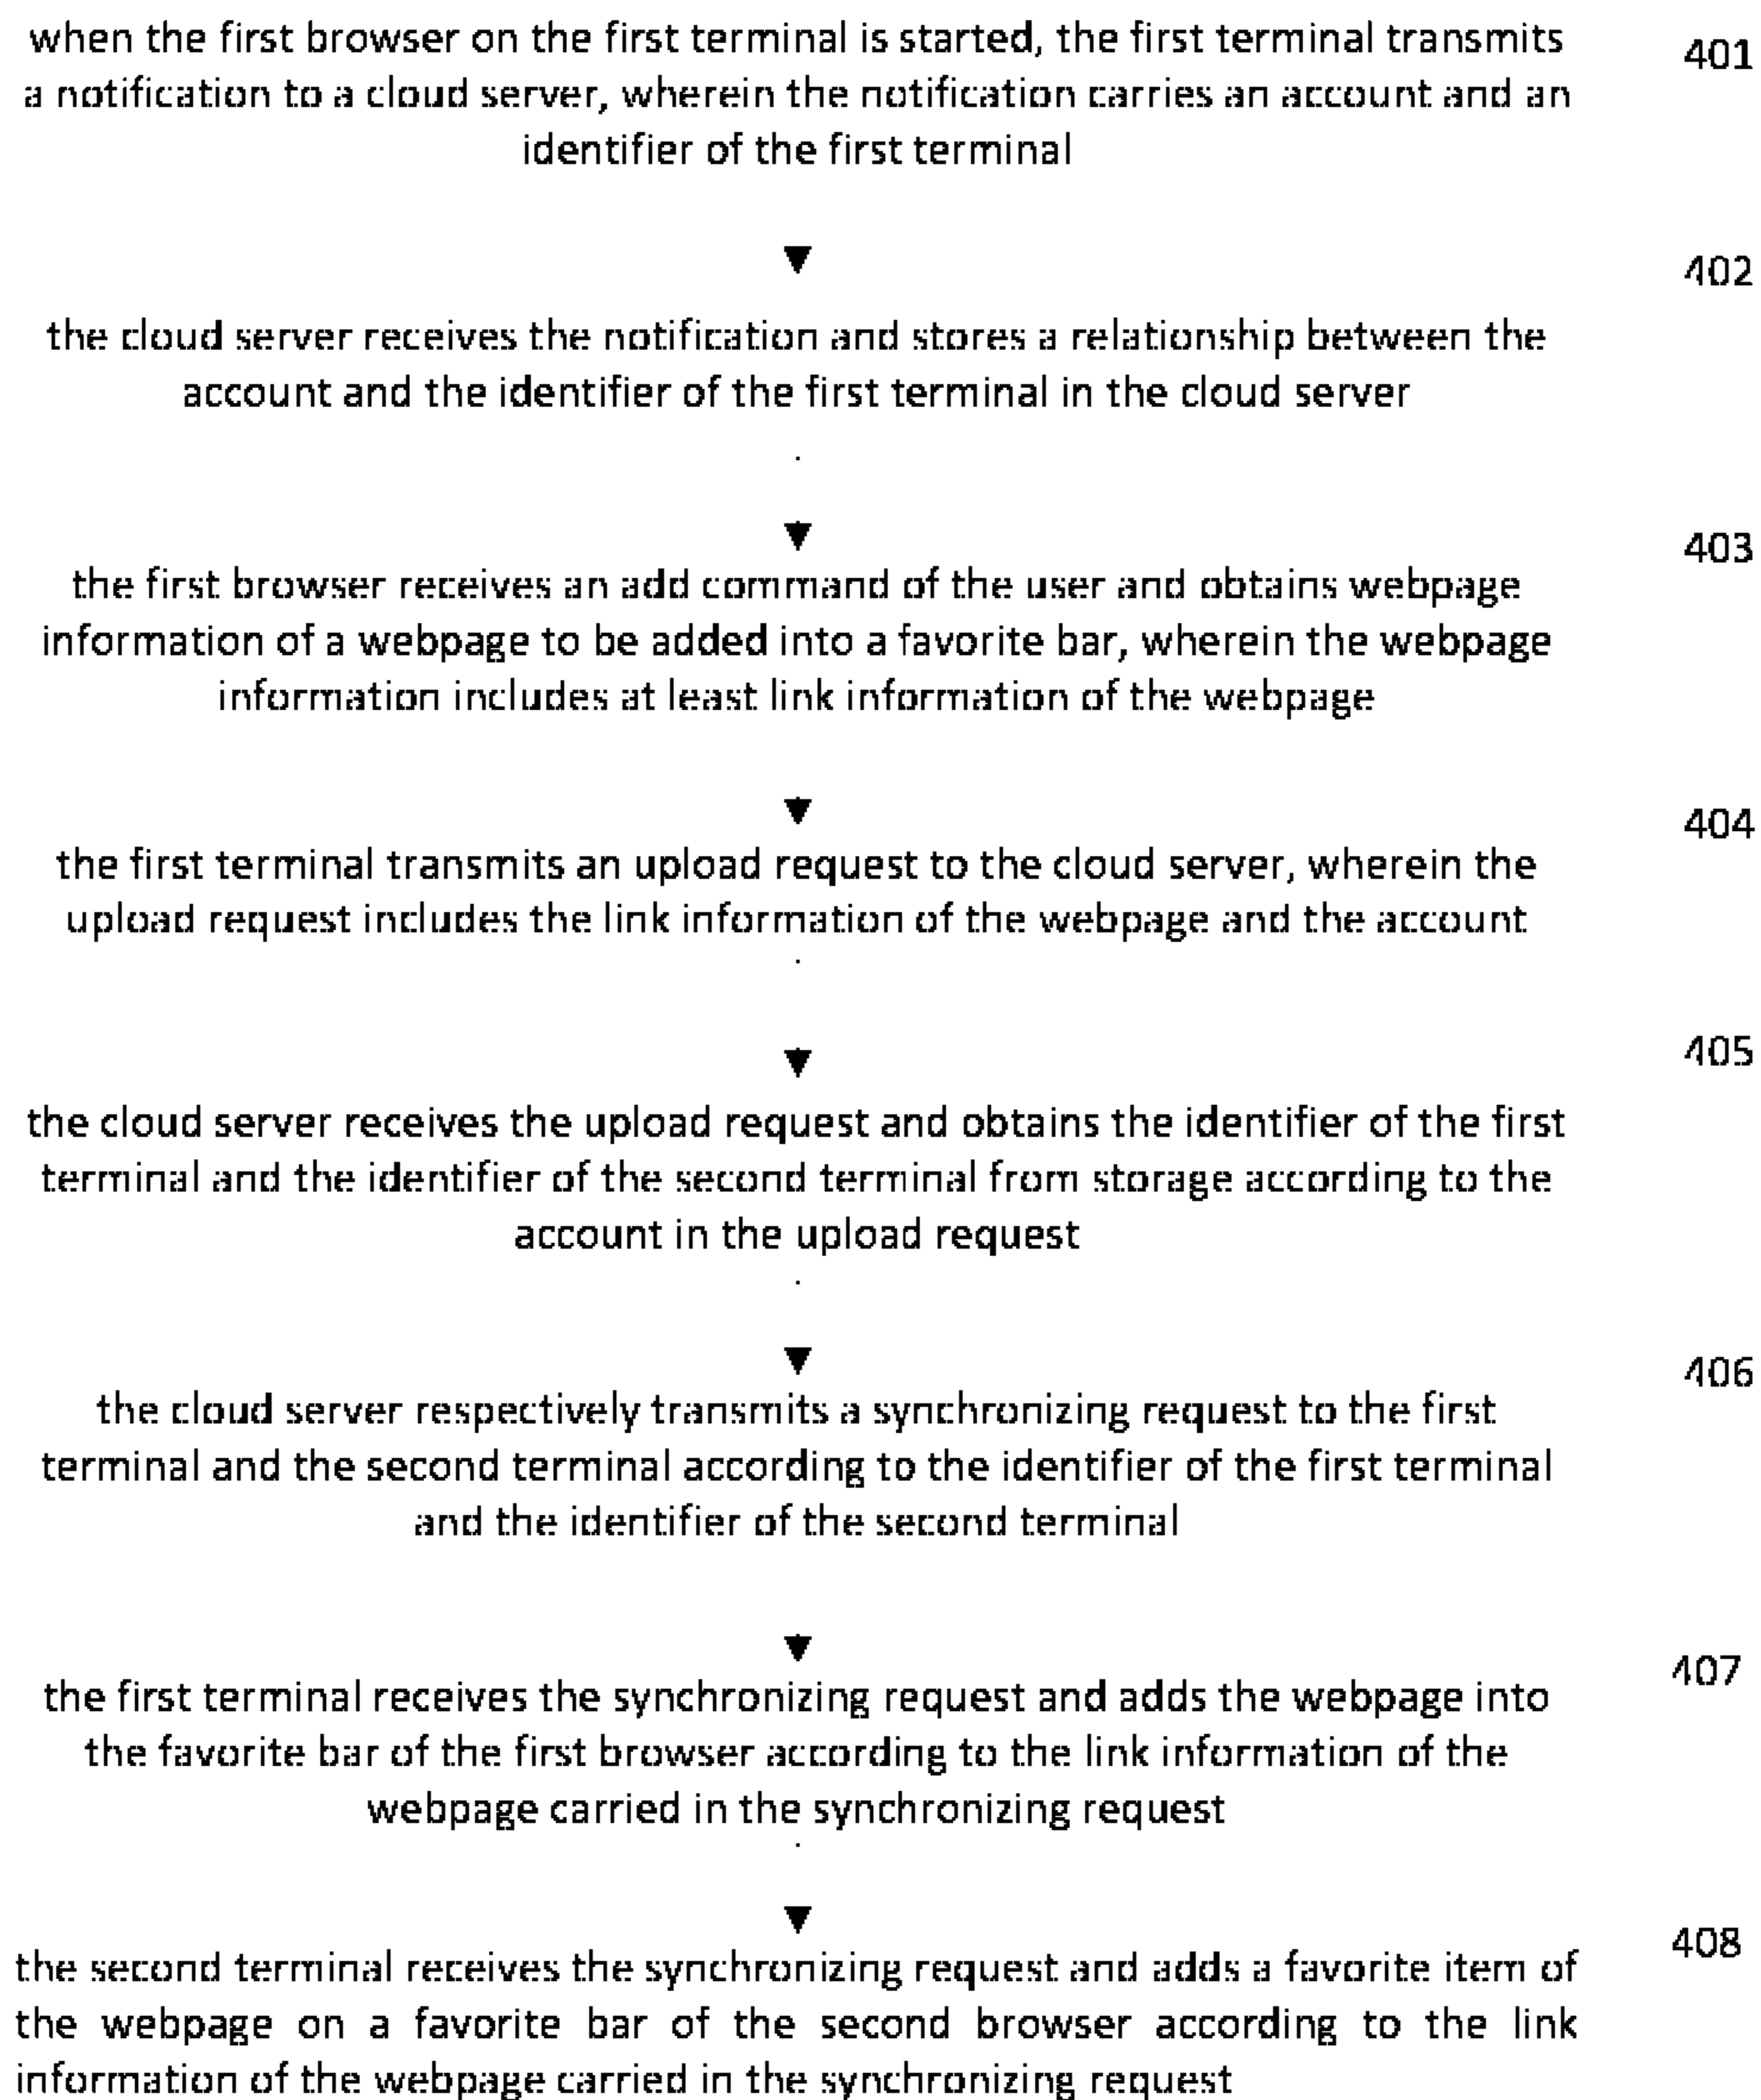 when the first browser on the first terminal is started, the first terminal transmits
401
a notification to a cloud server, wherein the notification carries an account and an
identifier of the first terminal
402
the cloud server receives the notification and stores a relationship between the
account and the identifier of the first terminal in the cloud server
403
the first browser receives an add command of the user and obtains webpage
information of a webpage to be added into a favorite bar, wherein the webpage
information includes at least link information of the webpage
404
the first terminal transmits an upload request to the cloud server, wherein the
upload request includes the link information of the webpage and the account
405
the cloud server receives the upload request and obtains the identifier of the first
terminal and the identifier of the second terminal from storage according to the
account in the upload request
406
the cloud server respectively transmits a synchronizing request to the first
terminal and the second terminal according to the identifier of the first terminal
and the identifier of the second terminal
407
the first terminal receives the synchronizing request and adds the webpage into
the favorite bar of the first browser according to the link information of the
webpage carried in the synchronizing request
408
the second terminal receives the synchronizing request and adds a favorite item of
the webpage on a favorite bar of the second browser according to the link
information of the webpage carried in the synchronizing request